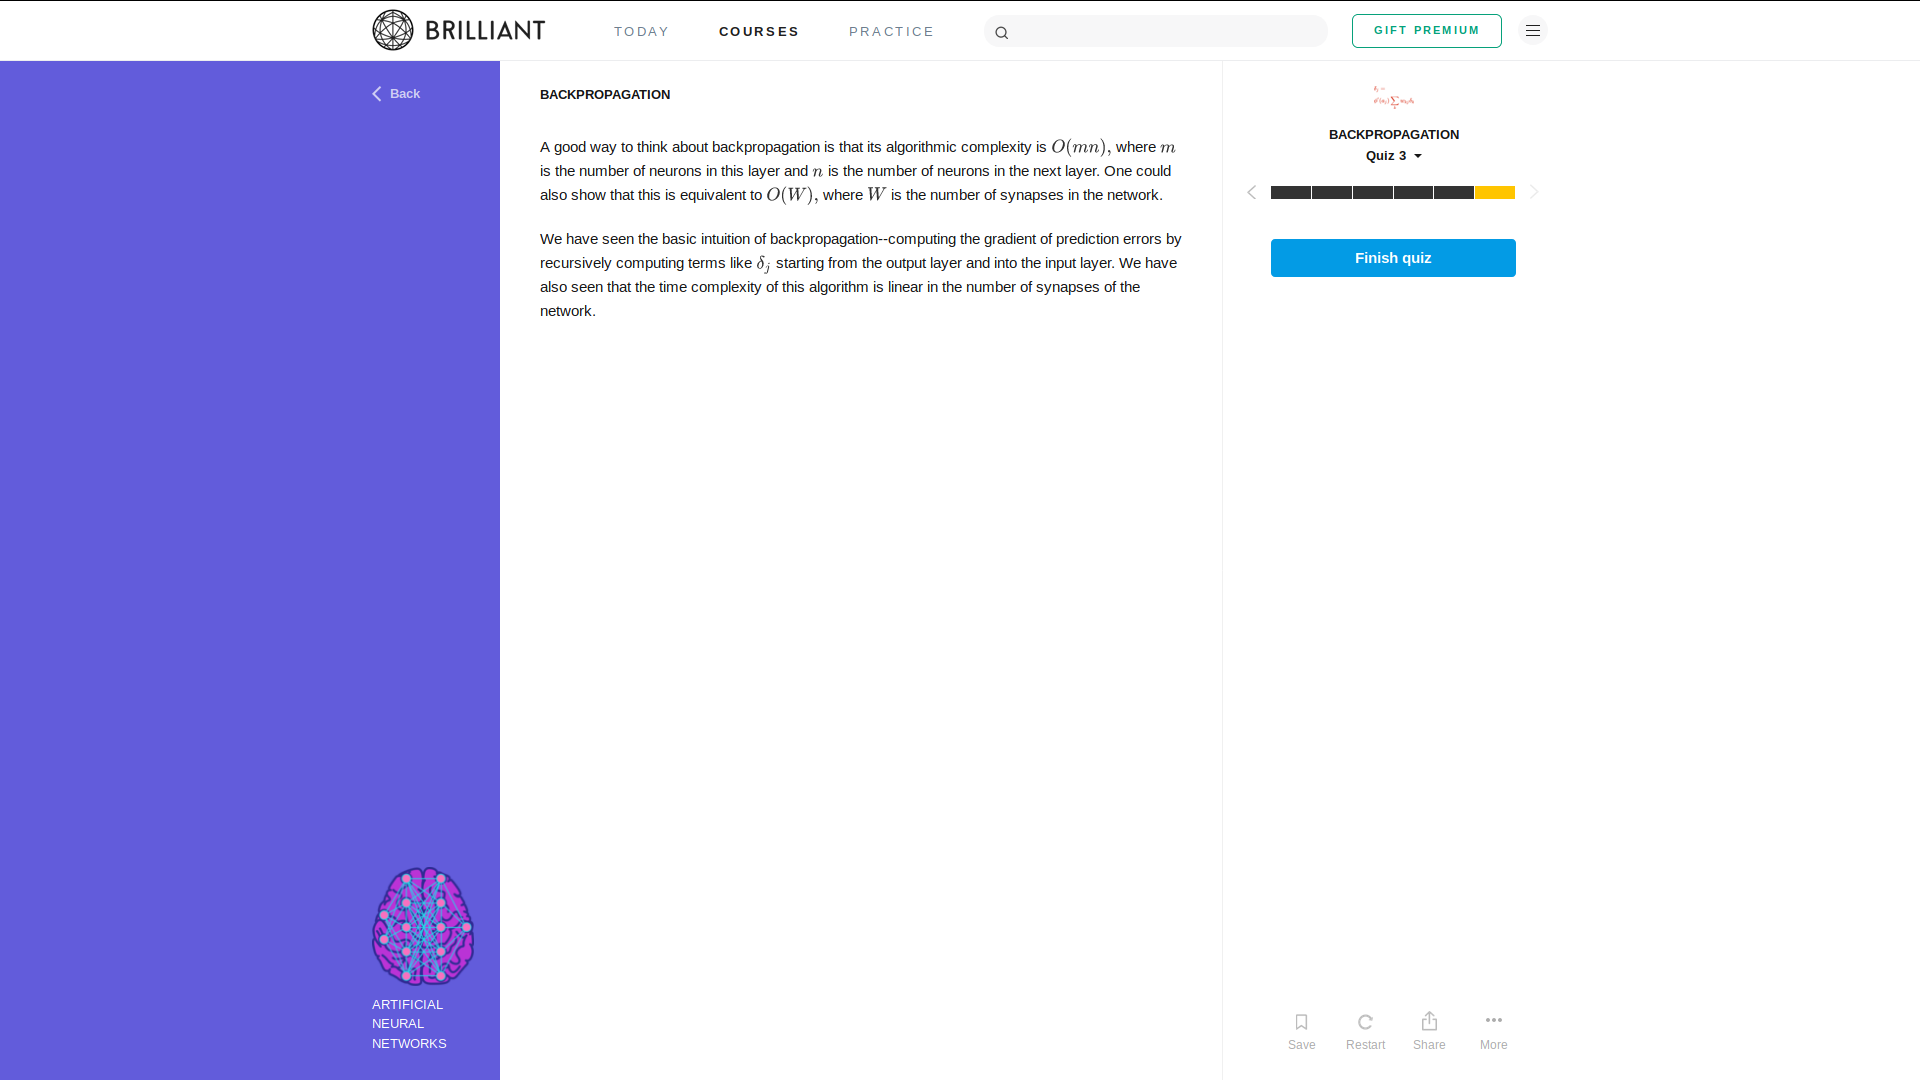 BRILLIANT
TODAY
COURSES
PRACTICE
GIFT PREMIUM
Back
BACKPROPAGATION
A good way to think about backpropagation is that its algorithmic complexity is O(mn), where m
is the number of neurons in this layer and n is the number of neurons in the next layer. One could
also show that this is equivalent to O(W), where W is the number of synapses in the network.
We have seen the basic intuition of backpropagation--computing the gradient of prediction errors by
recursively computing terms like δ_j starting from the output layer and into the input layer. We have
also seen that the time complexity of this algorithm is linear in the number of synapses of the
network.
BACKPROPAGATION
Quiz 3
Finish quiz
ARTIFICIAL
NEURAL
NETWORKS
Save
Restart
Share
More